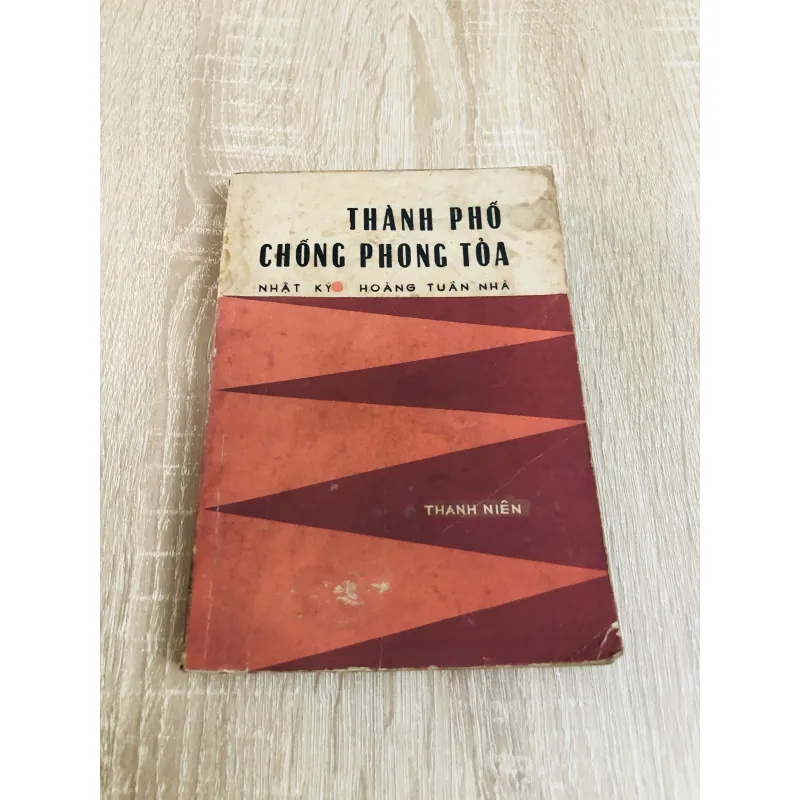 THÀNH PHỐ
CHỐNG PHONG TỎA
NHẬT KÝ HOÀNG TUẤN NHÃ
THANH NIÊN